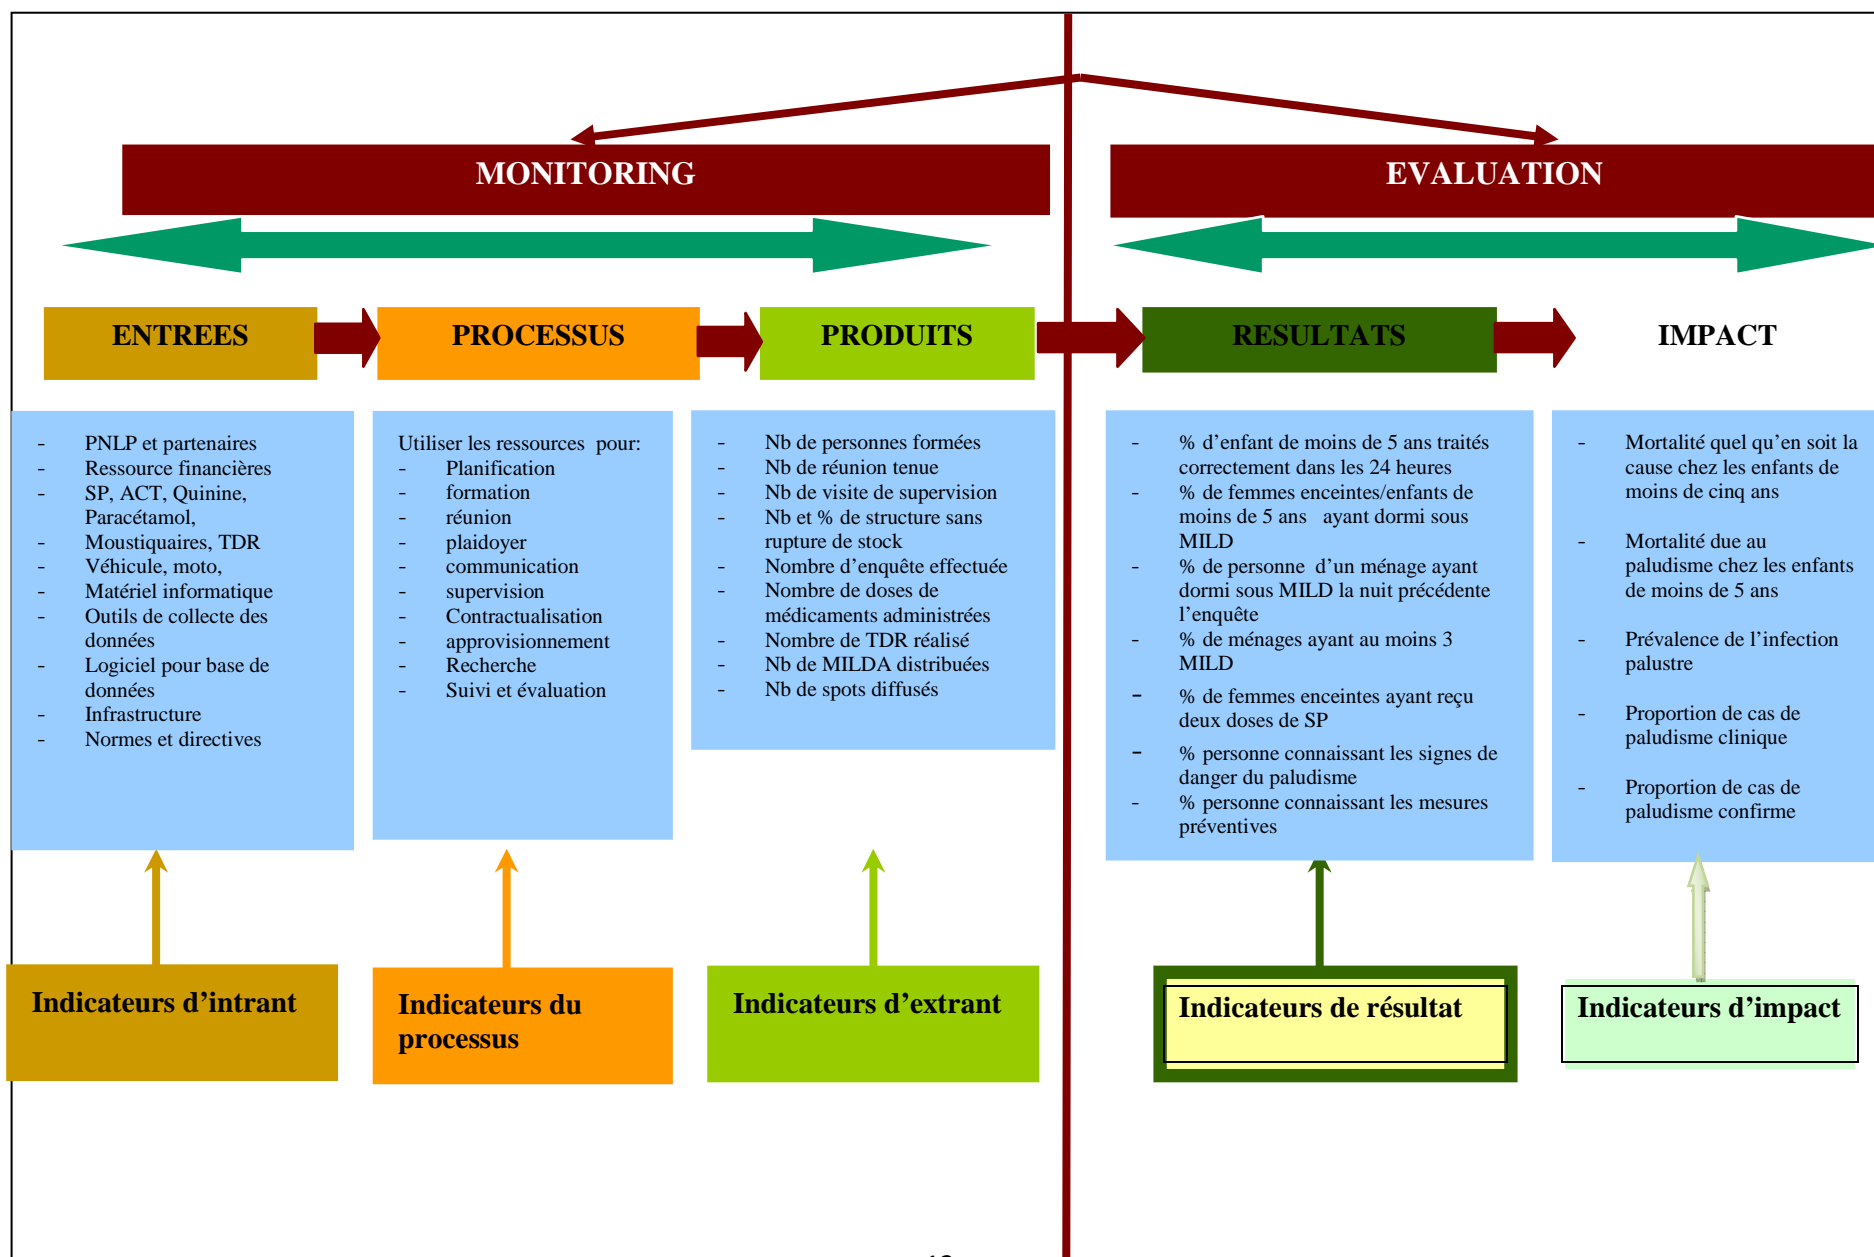 MONITORING
EVALUATION
ENTREES
PROCESSUS
PRODUITS
RESULTATS
IMPACT
- PNLP et partenaires
- Ressource financières
- SP, ACT, Quinine,
Paracétamol,
- Moustiquaires, TDR
- Véhicule, moto,
- Matériel informatique
- Outils de collecte des
données
- Logiciel pour base de
données
- Infrastructure
- Normes et directives
Utiliser les ressources pour:
- Planification
- formation
- réunion
- plaidoyer
- communication
- supervision
- Contractualisation
- approvisionnement
- Recherche
- Suivi et évaluation
- Nb de personnes formées
- Nb de réunion tenue
- Nb de visite de supervision
- Nb et % de structure sans
rupture de stock
- Nombre d’enquête effectuée
- Nombre de doses de
médicaments administrées
- Nombre de TDR réalisé
- Nb de MILDA distribuées
- Nb de spots diffusés
- % d’enfant de moins de 5 ans traités
correctement dans les 24 heures
- % de femmes enceintes/enfants de
moins de 5 ans ayant dormi sous
MILD
- % de personne d’un ménage ayant
dormi sous MILD la nuit précédente
l’enquête
- % de ménages ayant au moins 3
MILD
- % de femmes enceintes ayant reçu
deux doses de SP
- % personne connaissant les signes de
danger du paludisme
- % personne connaissant les mesures
préventives
- Mortalité quel qu’en soit la
cause chez les enfants de
moins de cinq ans
- Mortalité due au
paludisme chez les enfants
de moins de 5 ans
- Prévalence de l’infection
palustre
- Proportion de cas de
paludisme clinique
- Proportion de cas de
paludisme confirme
Indicateurs d’intrant
Indicateurs du
processus
Indicateurs d’extrant
Indicateurs de résultat
Indicateurs d’impact